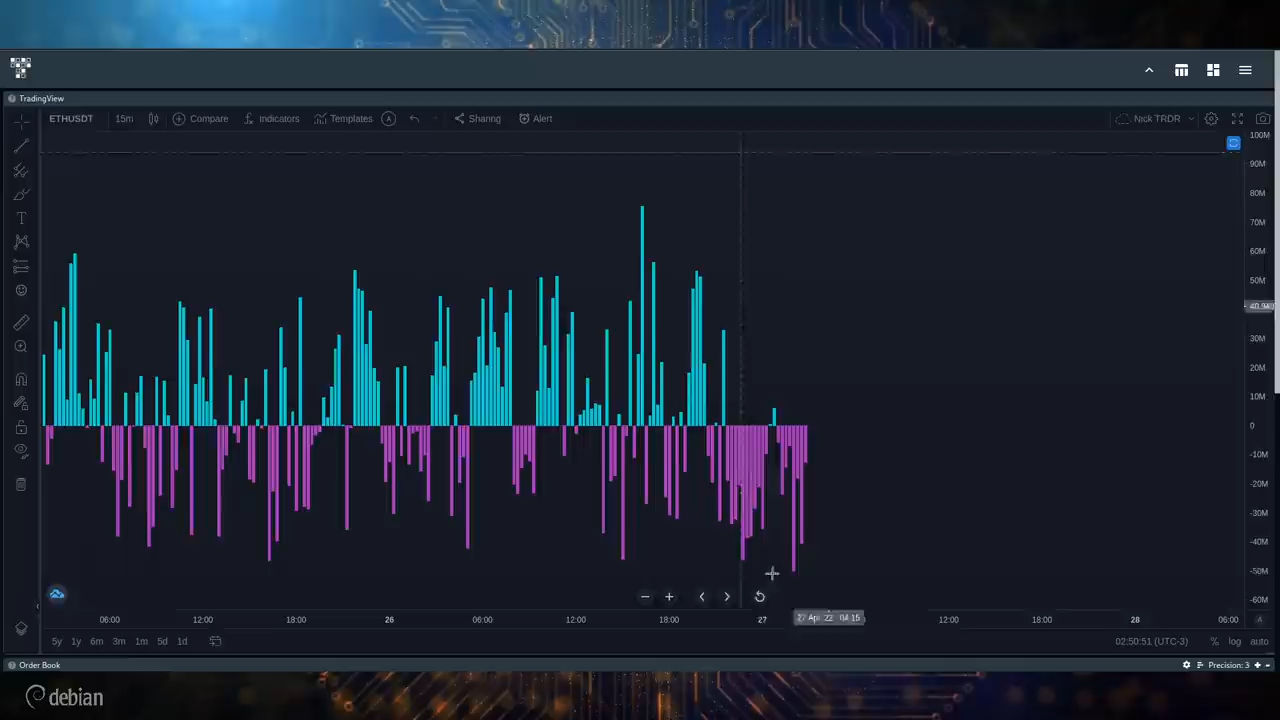 TradingView
ETHUSDT 15m Compare Indicators Templates A Sharing Alert Nick TRDR
100M
90M
80M
70M
60M
50M
30M
20M
10M
0
-10M
-20M
-30M
-40M
-50M
-60M
T
06:00 12:00 18:00 26 06:00 12:00 18:00 27 12:00 18:00 28 06:00 A
5y 1y 6m 3m 1m 5d 1d 02:50:51 (UTC-3) % log auto
Order Book Precision: 3
debian